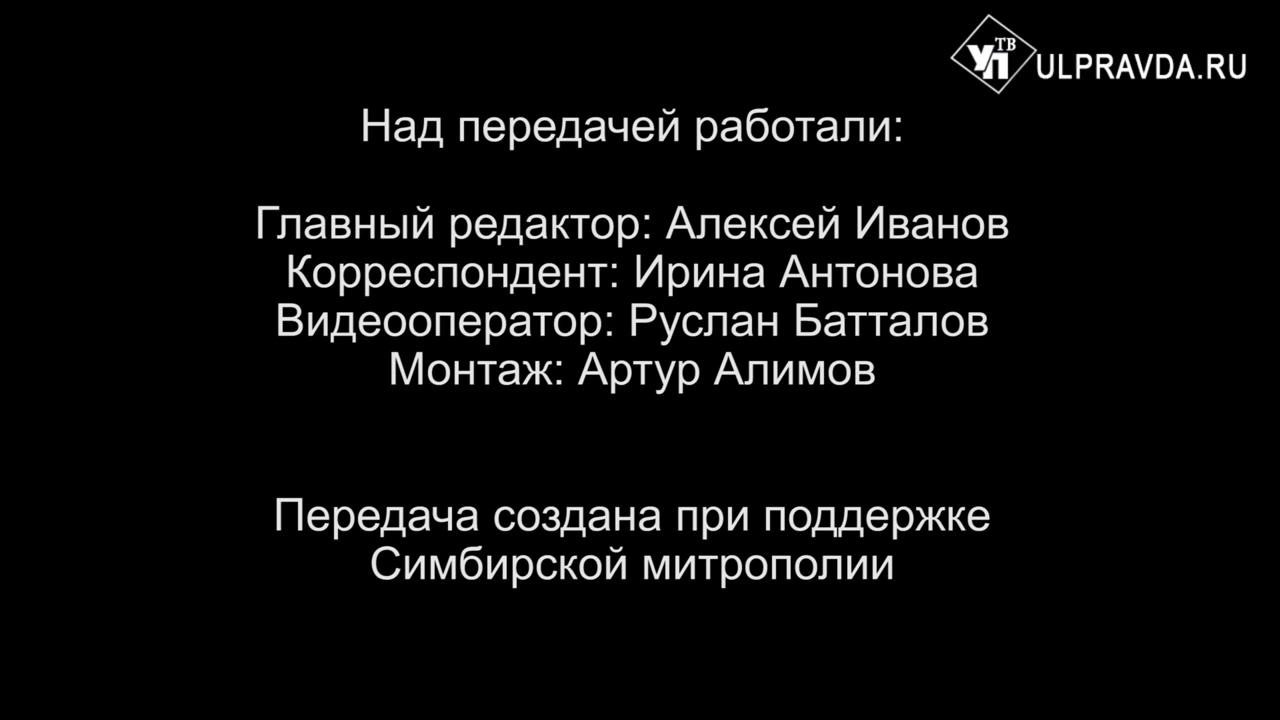 УП ТВ
ULPRAVDA.RU
Над передачей работали:
Главный редактор: Алексей Иванов
Корреспондент: Ирина Антонова
Видеооператор: Руслан Батталов
Монтаж: Артур Алимов
Передача создана при поддержке
Симбирской митрополии